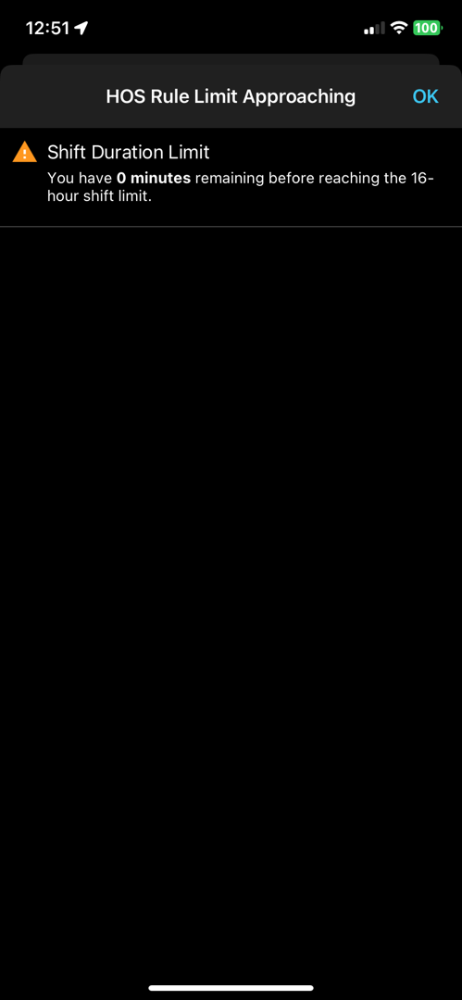 12:51
100
HOS Rule Limit Approaching
OK
Shift Duration Limit
You have 0 minutes remaining before reaching the 16-
hour shift limit.